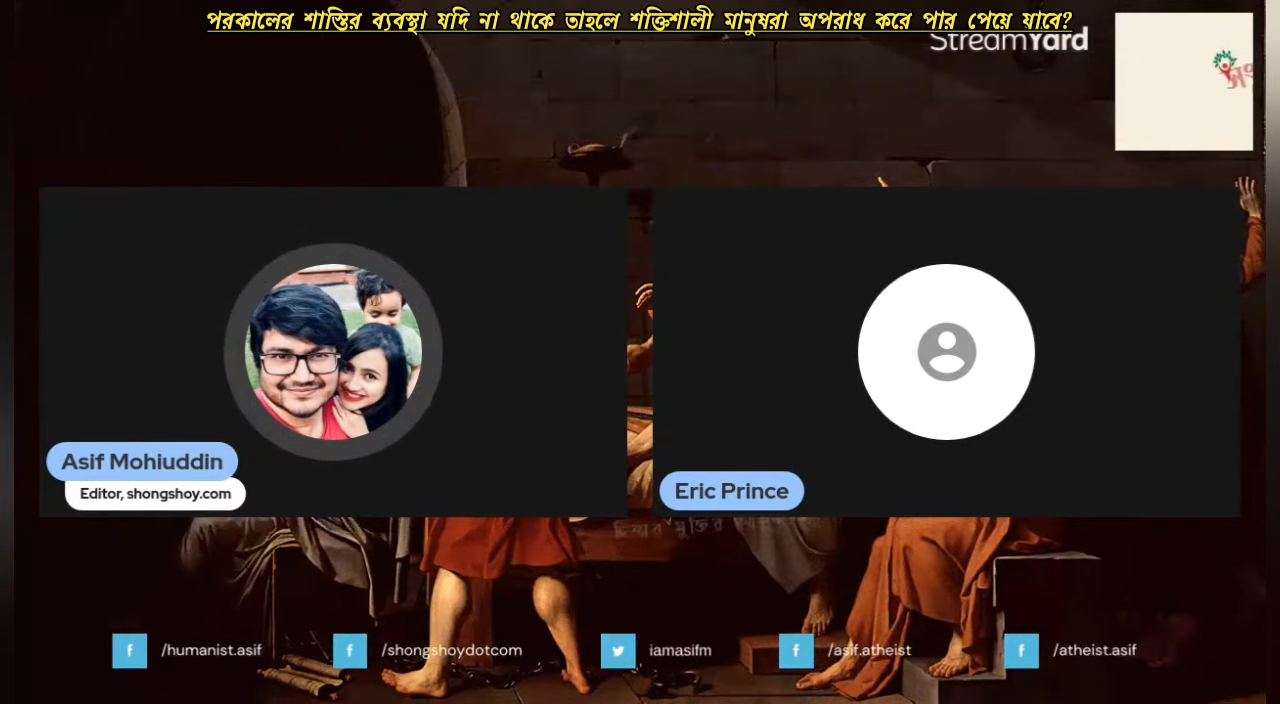 পরকালের শাস্তির ব্যবস্থা যদি না থাকে তাহলে শক্তিশালী মানুষরা অপরাধ করে পার পেয়ে যাবে?
StreamYard
Asif Mohiuddin
Editor, shongshoy.com
Eric Prince
/humanist.asif
/shongshoydotcom
iamasifm
/asif.atheist
/atheist.asif